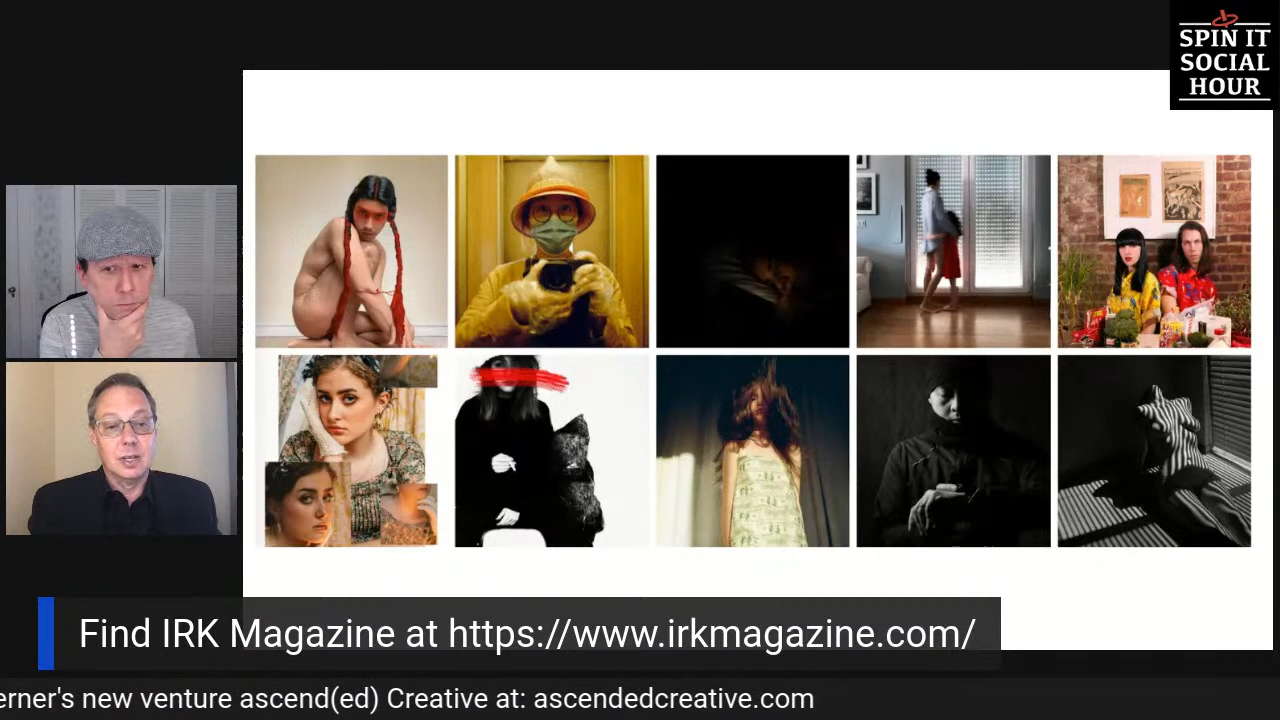 SPIN IT
SOCIAL
HOUR
Find IRK Magazine at https://www.irkmagazine.com/
erner's new venture ascend(ed) Creative at: ascendedcreative.com